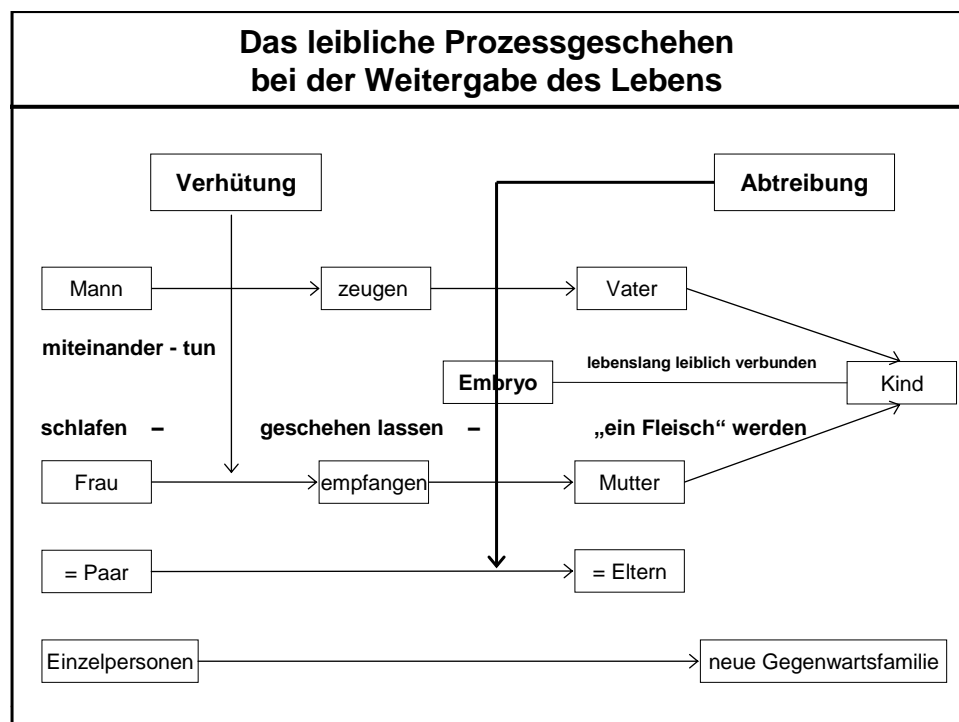 Das leibliche Prozessgeschehen
bei der Weitergabe des Lebens
Verhütung
Abtreibung
Mann
zeugen
Vater
miteinander - tun
Embryo
lebenslang leiblich verbunden
Kind
schlafen –
geschehen lassen –
„ein Fleisch“ werden
Frau
empfangen
Mutter
= Paar
= Eltern
Einzelpersonen
neue Gegenwartsfamilie